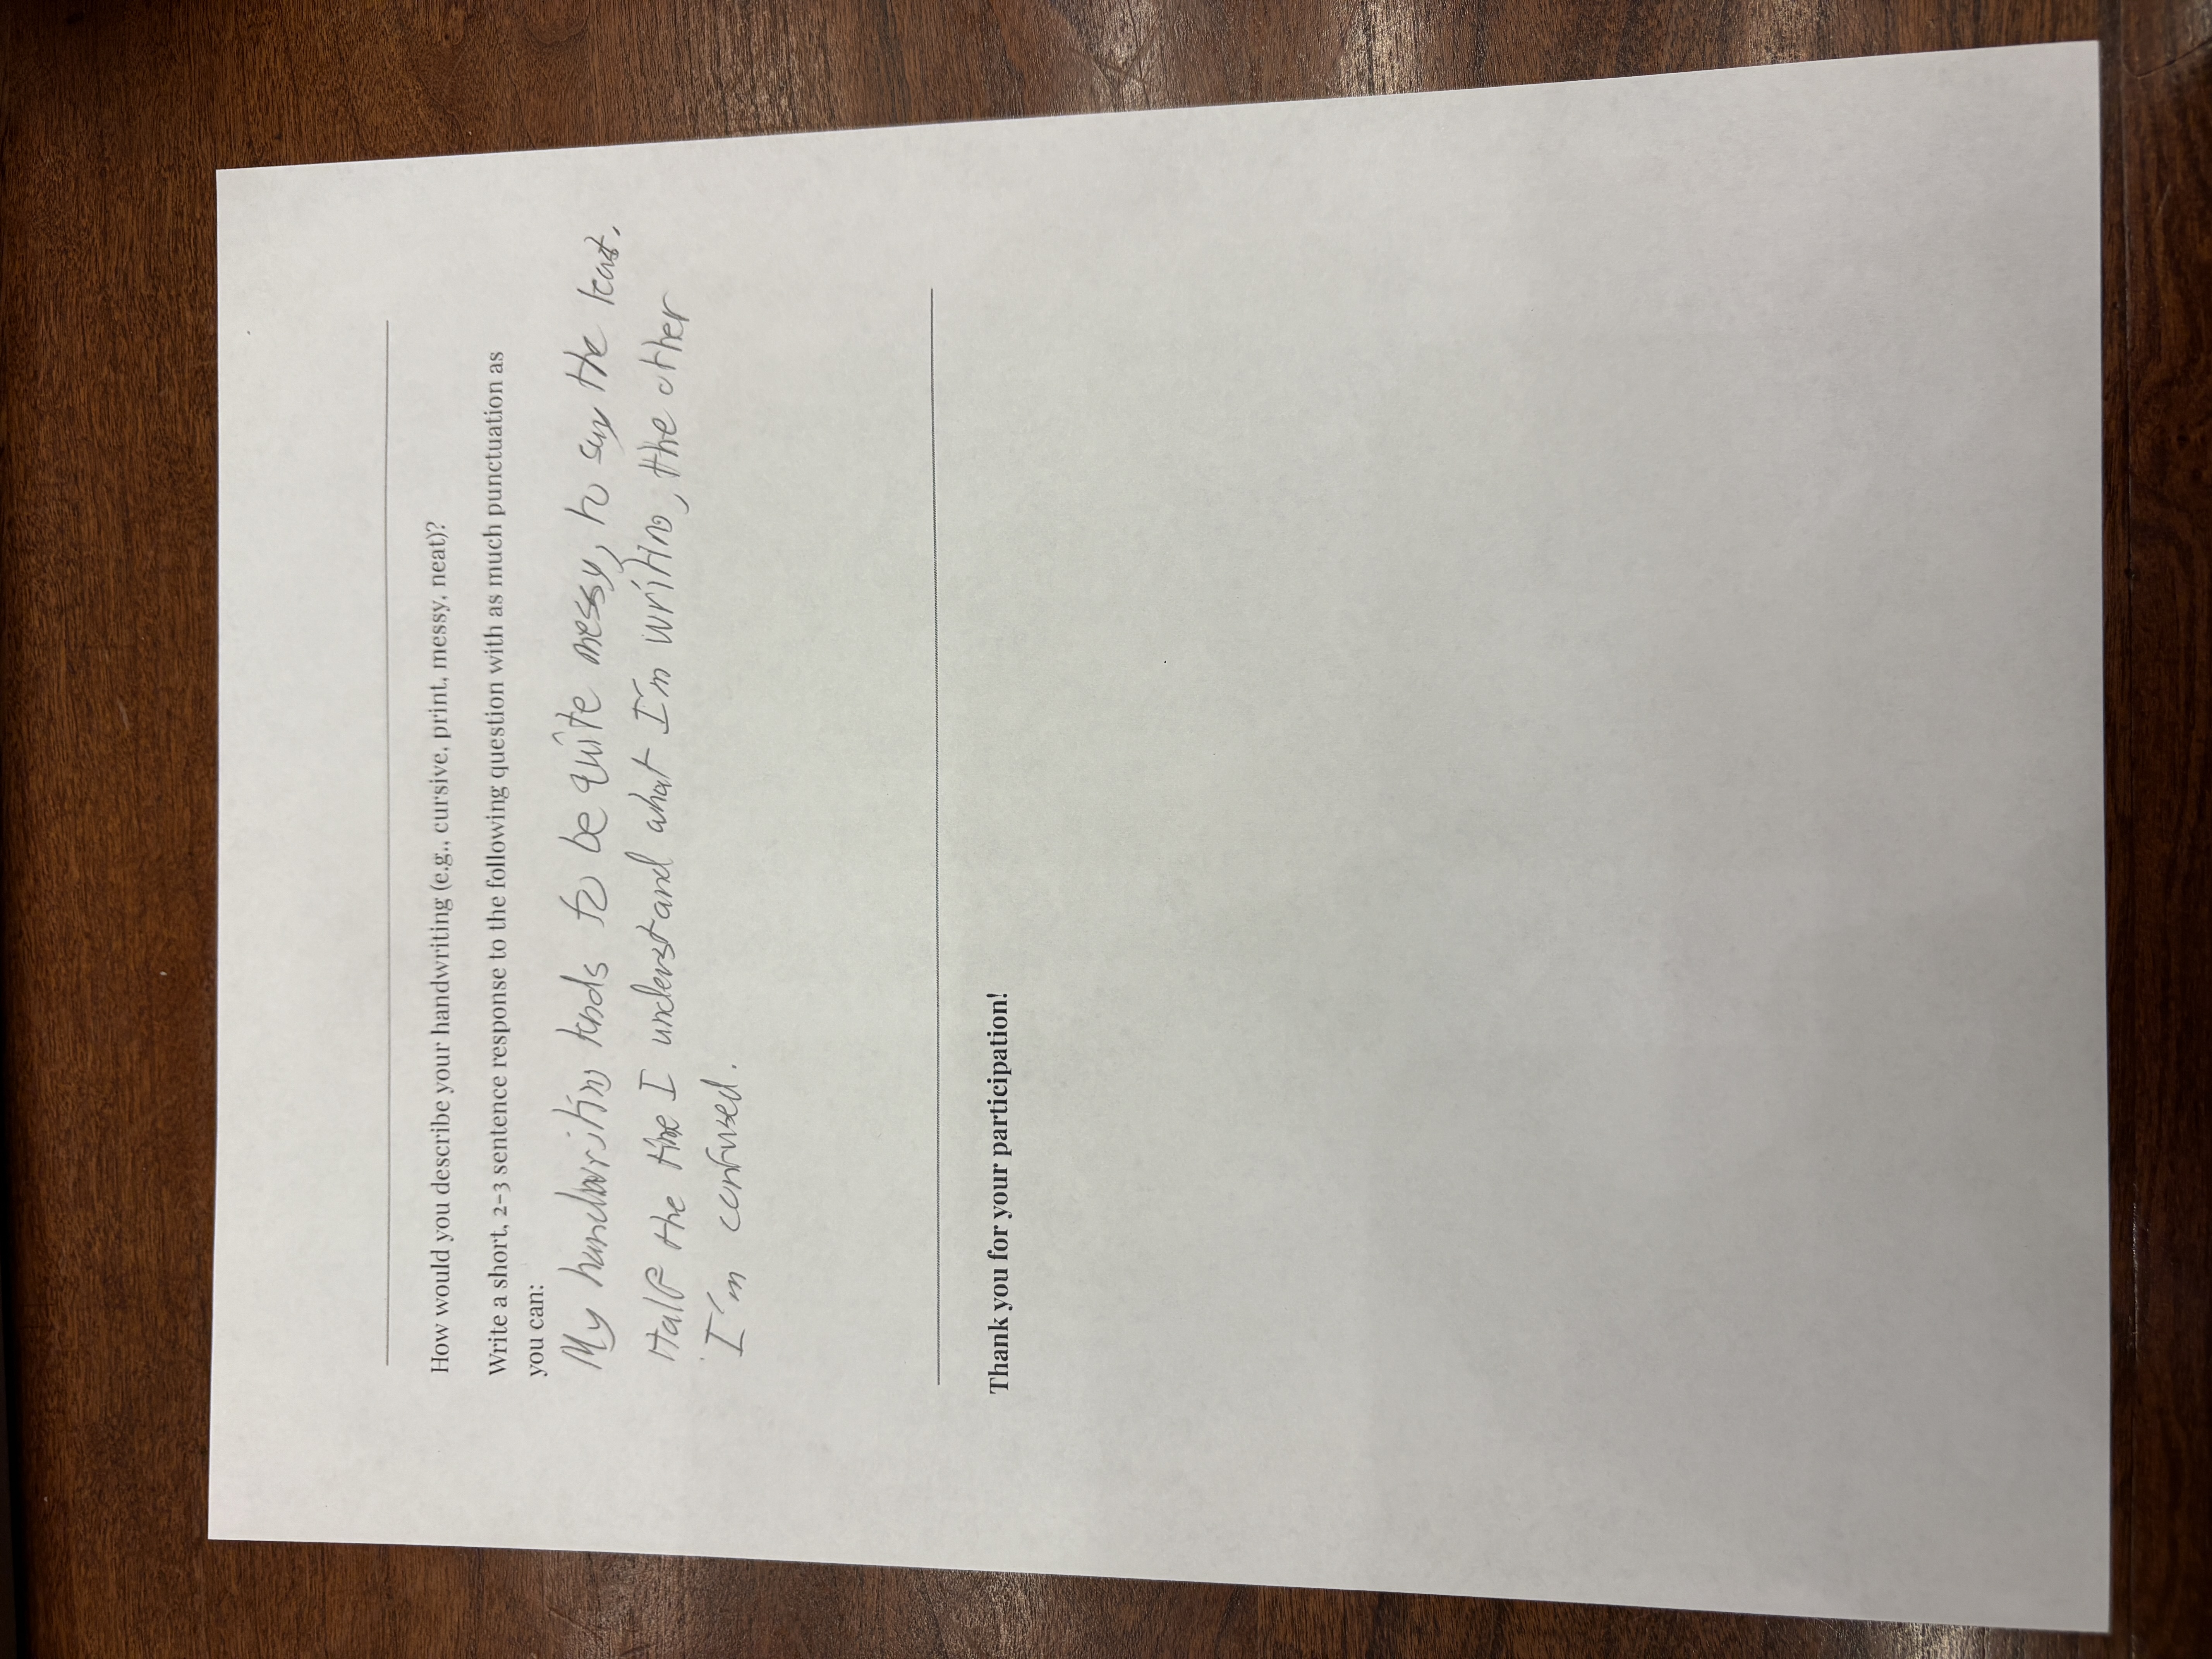 How would you describe your handwriting (e.g., cursive, print, messy, neat)?
Write a short, 2-3 sentence response to the following question with as much punctuation as
you can:
My handwriting tends to be quite messy, to say the least.
Half the time I understand what I'm writing, the other
I'm confused.
Thank you for your participation!